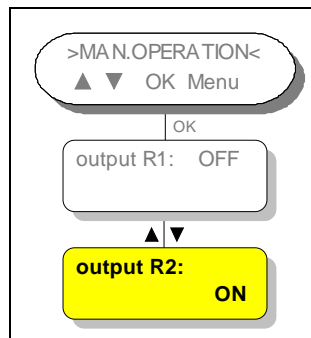 >MAN.OPERATION<
▲ ▼ OK Menu
OK
output R1: OFF
▲ ▼
output R2:
ON